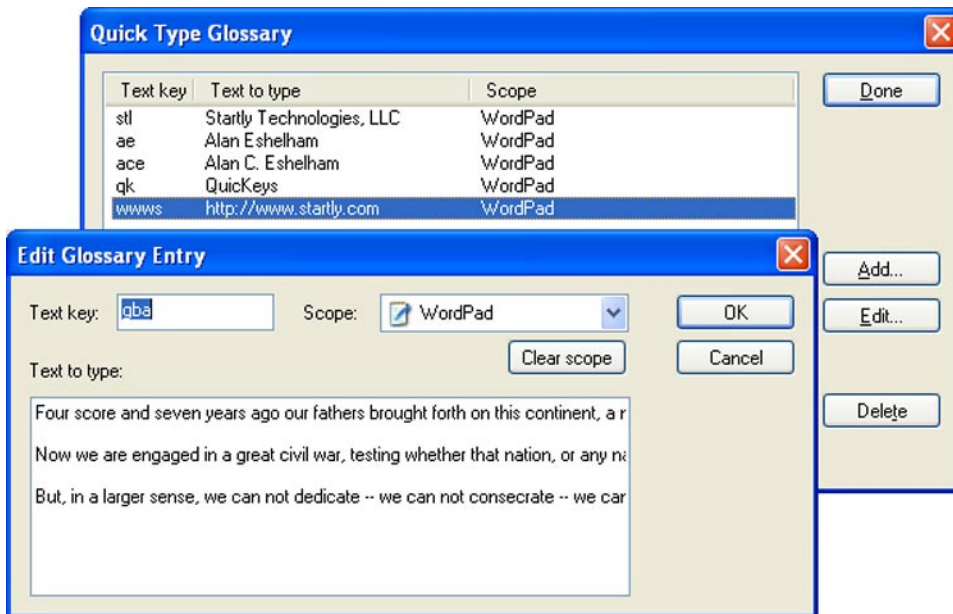 Quick Type Glossary
Text key Text to type Scope
Done
stl Startly Technologies, LLC WordPad
ae Alan Eshelham WordPad
ace Alan C. Eshelham WordPad
qk QuicKeys WordPad
wwws http://www.startly.com WordPad
Add...
Edit...
Delete
Edit Glossary Entry
Text key: gba Scope: WordPad OK
Clear scope Cancel
Text to type:
Four score and seven years ago our fathers brought forth on this continent, a
Now we are engaged in a great civil war, testing whether that nation, or any
But, in a larger sense, we can not dedicate -- we can not consecrate -- we